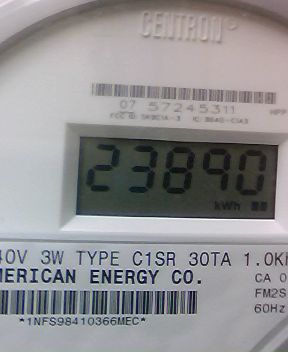 CENTRON®
07 57245311
23890
kWh
40V 3W TYPE C1SR 30TA 1.0K
MERICAN ENERGY CO.
CA 0
FM2S
60Hz
*1NFS98410366MEC*